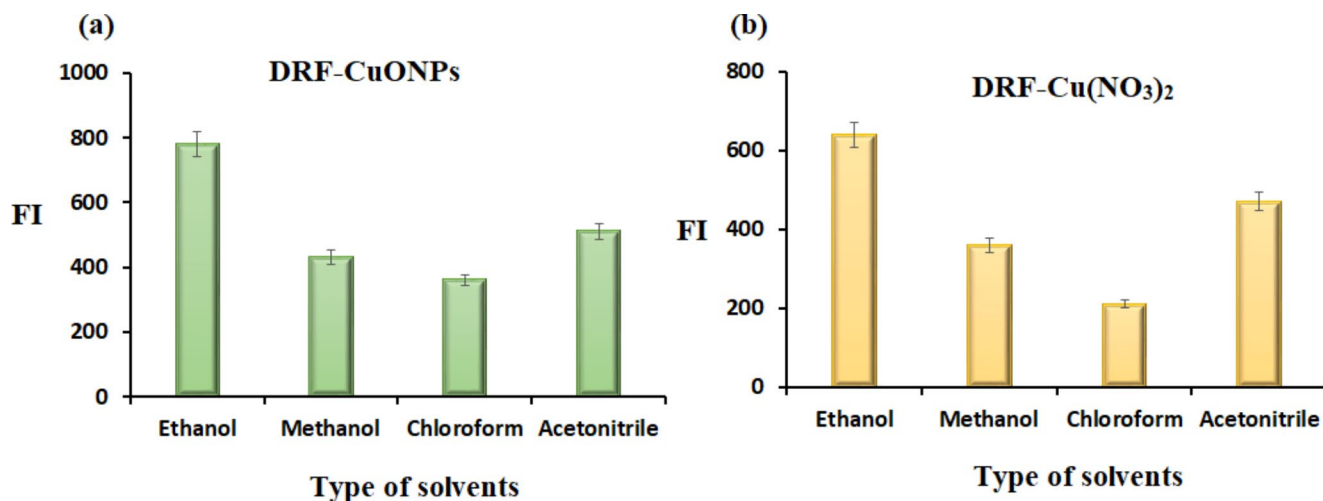 (a)
DRF-CuONPs
1000
800
600
400
200
0
FI
Ethanol Methanol Chloroform Acetonitrile
Type of solvents
(b)
DRF-Cu(NO₃)₂
800
600
400
200
0
FI
Ethanol Methanol Chloroform Acetonitrile
Type of solvents